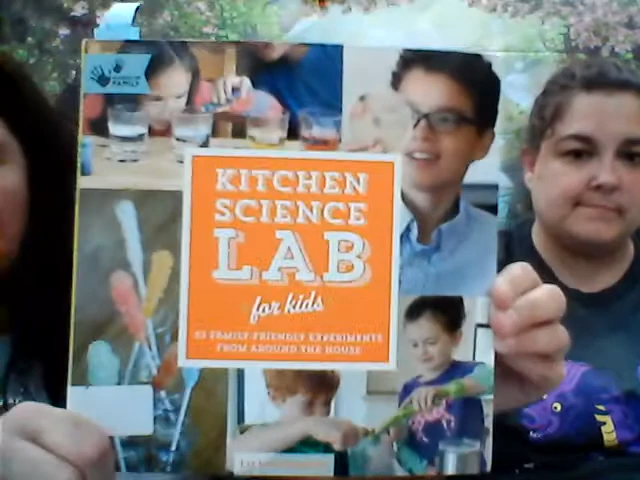 KITCHEN
SCIENCE
LAB
for kids
52 FAMILY FRIENDLY EXPERIMENTS
FROM AROUND THE HOUSE